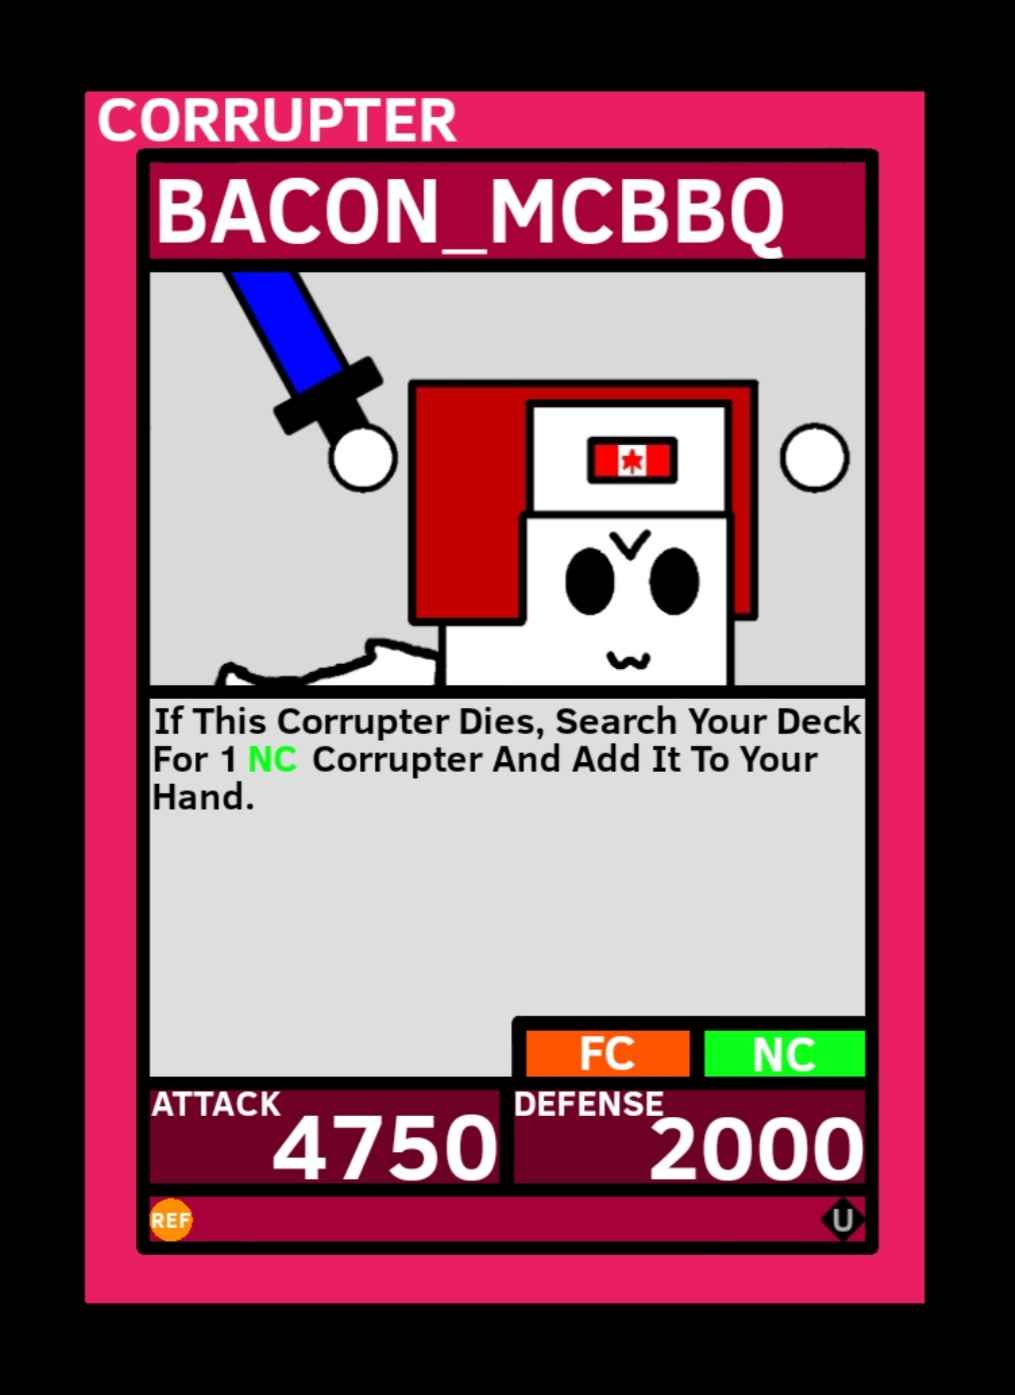 CORRUPTER
BACON_MCBBQ
If This Corrupter Dies, Search Your Deck
For 1 NC Corrupter And Add It To Your
Hand.
FC NC
ATTACK DEFENSE
4750 2000
REF U